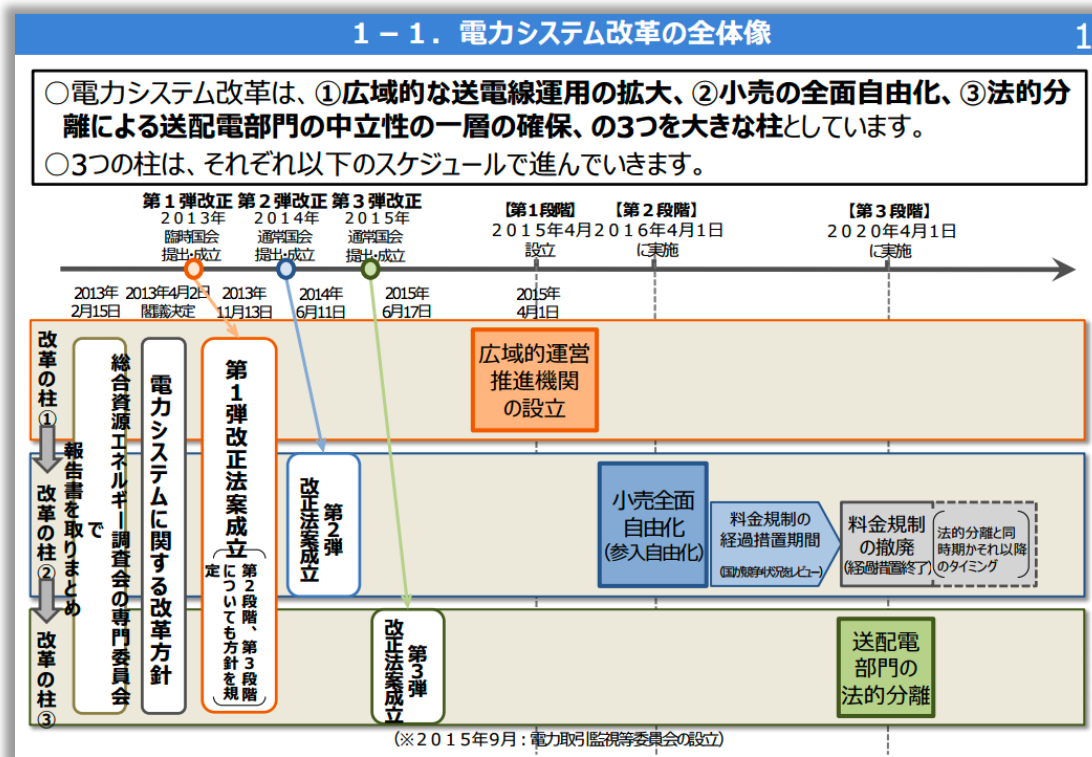 1－1．電力システム改革の全体像
1
○電力システム改革は、①広域的な送電線運用の拡大、②小売の全面自由化、③法的分
離による送配電部門の中立性の一層の確保、の3つを大きな柱としています。
○3つの柱は、それぞれ以下のスケジュールで進んでいきます。
第1弾改正
２０１３年
臨時国会
提出・成立
第2弾改正
２０１４年
通常国会
提出・成立
第3弾改正
２０１５年
通常国会
提出・成立
【第1段階】
２０１５年4月
設立
【第２段階】
２０１６年4月1日
に実施
【第３段階】
２０２０年4月1日
に実施
2013年
2月15日
2013年4月2日
閣議決定
2013年
11月13日
2014年
6月11日
2015年
6月17日
2015年
4月1日
改革の柱①
改革の柱②
改革の柱③
総合資源エネルギー調査会の専門委員会
で
報告書を取りまとめ
電力システムに関する改革方針
第1弾改正法案成立
第２段階、第３段階
についても方針を規
定
第2弾
改正法案成立
第3弾
改正法案成立
広域的運営
推進機関
の設立
小売全面
自由化
(参入自由化)
料金規制の
経過措置期間
(国が競争状況をレビュー)
料金規制
の撤廃
(経過措置終了)
法的分離と同
時期かそれ以降
のタイミング
送配電
部門の
法的分離
(※２０１５年9月：電力取引監視等委員会の設立)